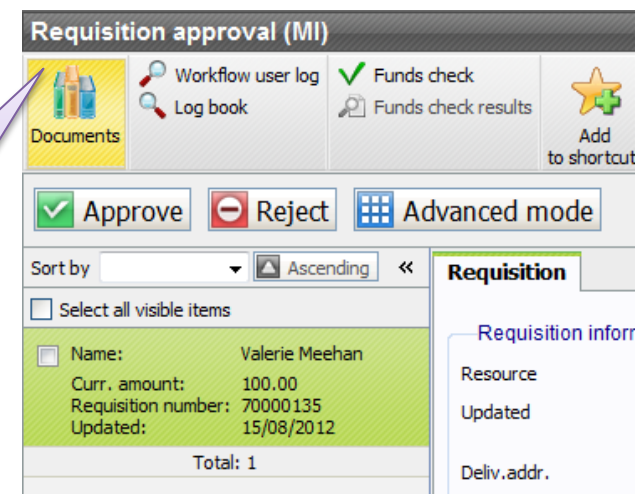 Requisition approval (MI)
Workflow user log
Funds check
Log book
Funds check results
Documents
Add
to shortcut
Approve
Reject
Advanced mode
Sort by
Ascending
«
Requisition
Select all visible items
Name: Valerie Meehan
Curr. amount: 100.00
Requisition number: 70000135
Updated: 15/08/2012
Total: 1
Requisition inforr
Resource
Updated
Deliv.addr.